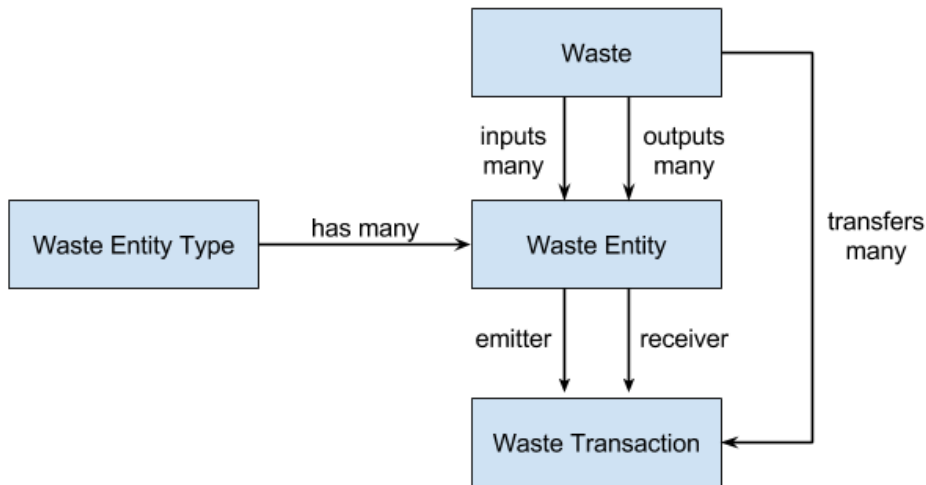 Waste
inputs
many
outputs
many
transfers
many
Waste Entity Type
has many
Waste Entity
emitter
receiver
Waste Transaction